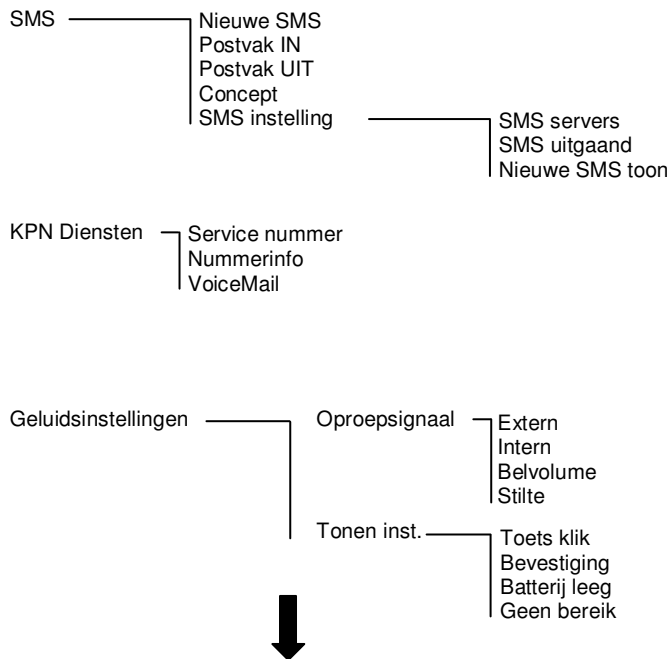 SMS
Nieuwe SMS
Postvak IN
Postvak UIT
Concept
SMS instelling
SMS servers
SMS uitgaand
Nieuwe SMS toon
KPN Diensten
Service nummer
Nummerinfo
VoiceMail
Geluidsinstellingen
Oproepsignaal
Extern
Intern
Belvolume
Stilte
Tonen inst.
Toets klik
Bevestiging
Batterij leeg
Geen bereik